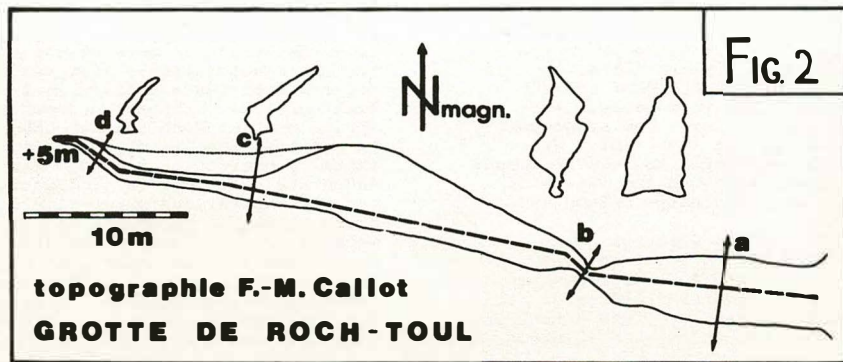 FIG. 2
N magn.
d
c
b
a
+5m
10m
topographie F.-M. Callot
GROTTE DE ROCH-TOUL